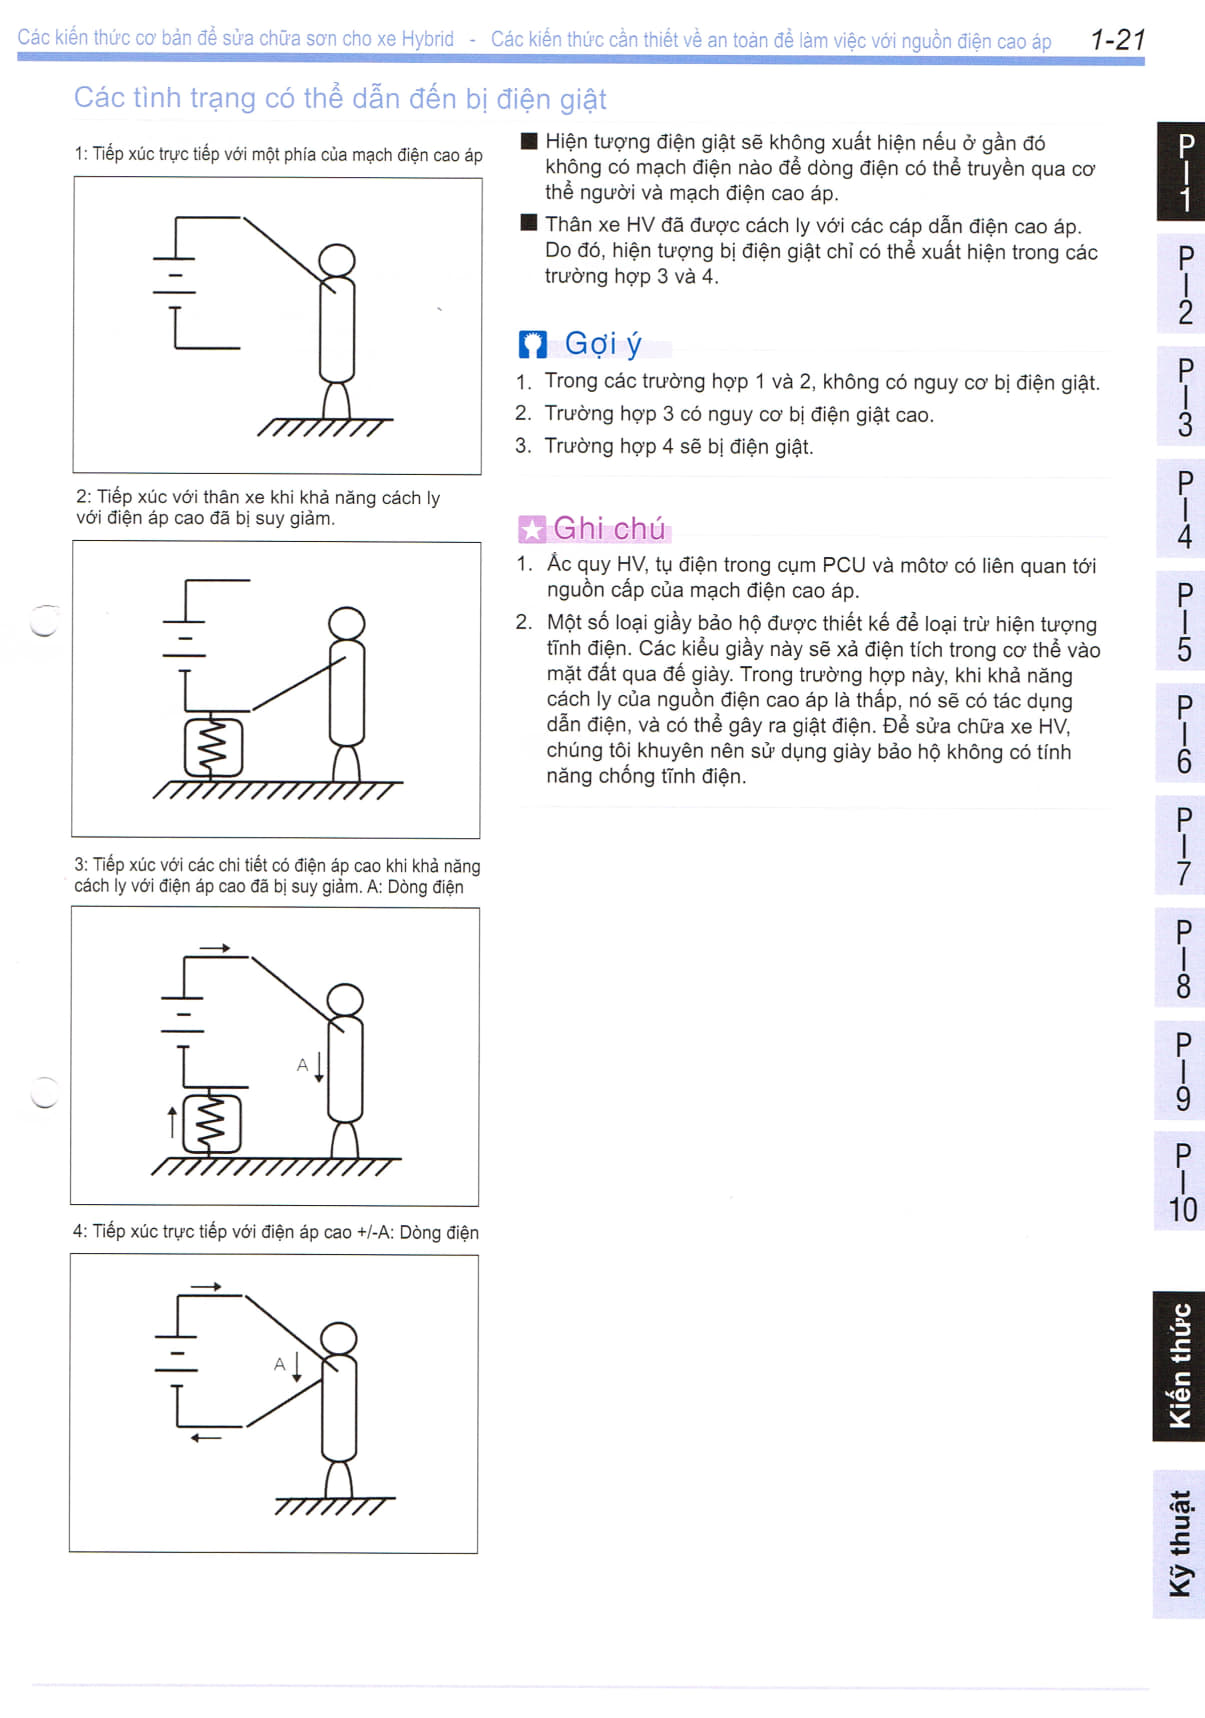 Các kiến thức cơ bản để sửa chữa sơn cho xe Hybrid - Các kiến thức cần thiết về an toàn để làm việc với nguồn điện cao áp 1-21
Các tình trạng có thể dẫn đến bị điện giật
1: Tiếp xúc trực tiếp với một phía của mạch điện cao áp
2: Tiếp xúc với thân xe khi khả năng cách ly
với điện áp cao đã bị suy giảm.
3: Tiếp xúc với các chi tiết có điện áp cao khi khả năng
cách ly với điện áp cao đã bị suy giảm. A: Dòng điện
A
4: Tiếp xúc trực tiếp với điện áp cao +/-A: Dòng điện
A
■ Hiện tượng điện giật sẽ không xuất hiện nếu ở gần đó
không có mạch điện nào để dòng điện có thể truyền qua cơ
thể người và mạch điện cao áp.
■ Thân xe HV đã được cách ly với các cáp dẫn điện cao áp.
Do đó, hiện tượng bị điện giật chỉ có thể xuất hiện trong các
trường hợp 3 và 4.
Gợi ý
1. Trong các trường hợp 1 và 2, không có nguy cơ bị điện giật.
2. Trường hợp 3 có nguy cơ bị điện giật cao.
3. Trường hợp 4 sẽ bị điện giật.
Ghi chú
1. Ắc quy HV, tụ điện trong cụm PCU và môtơ có liên quan tới
nguồn cấp của mạch điện cao áp.
2. Một số loại giầy bảo hộ được thiết kế để loại trừ hiện tượng
tĩnh điện. Các kiểu giầy này sẽ xả điện tích trong cơ thể vào
mặt đất qua đế giày. Trong trường hợp này, khi khả năng
cách ly của nguồn điện cao áp là thấp, nó sẽ có tác dụng
dẫn điện, và có thể gây ra giật điện. Để sửa chữa xe HV,
chúng tôi khuyên nên sử dụng giày bảo hộ không có tính
năng chống tĩnh điện.
P-1
P-2
P-3
P-4
P-5
P-6
P-7
P-8
P-9
P-10
Kiến thức
Kỹ thuật